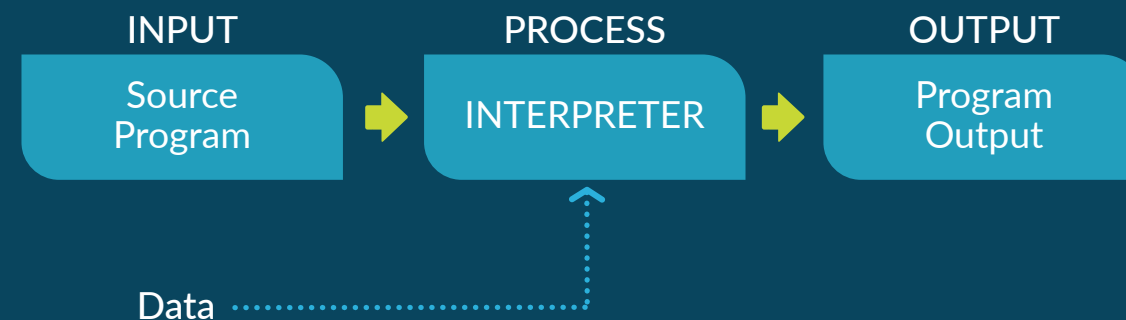 INPUT
PROCESS
OUTPUT
Source
Program
INTERPRETER
Program
Output
Data